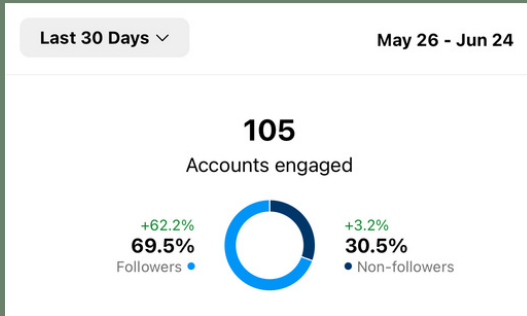 Last 30 Days
May 26 - Jun 24
105
Accounts engaged
+62.2%
69.5%
Followers
+3.2%
30.5%
Non-followers